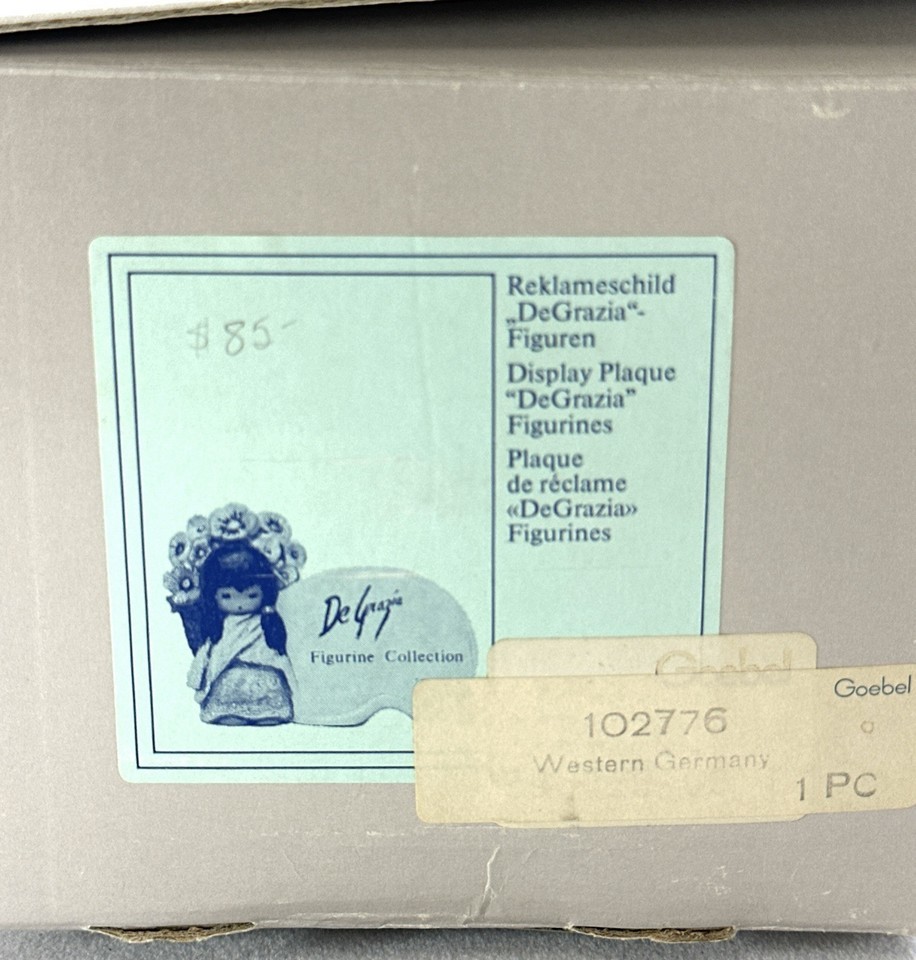 $85-
Reklameschild
„DeGrazia“-
Figuren
Display Plaque
“DeGrazia”
Figurines
Plaque
de réclame
«DeGrazia»
Figurines
DeGrazia
Figurine Collection
Goebel
Goebel
102776
Western Germany
1 PC